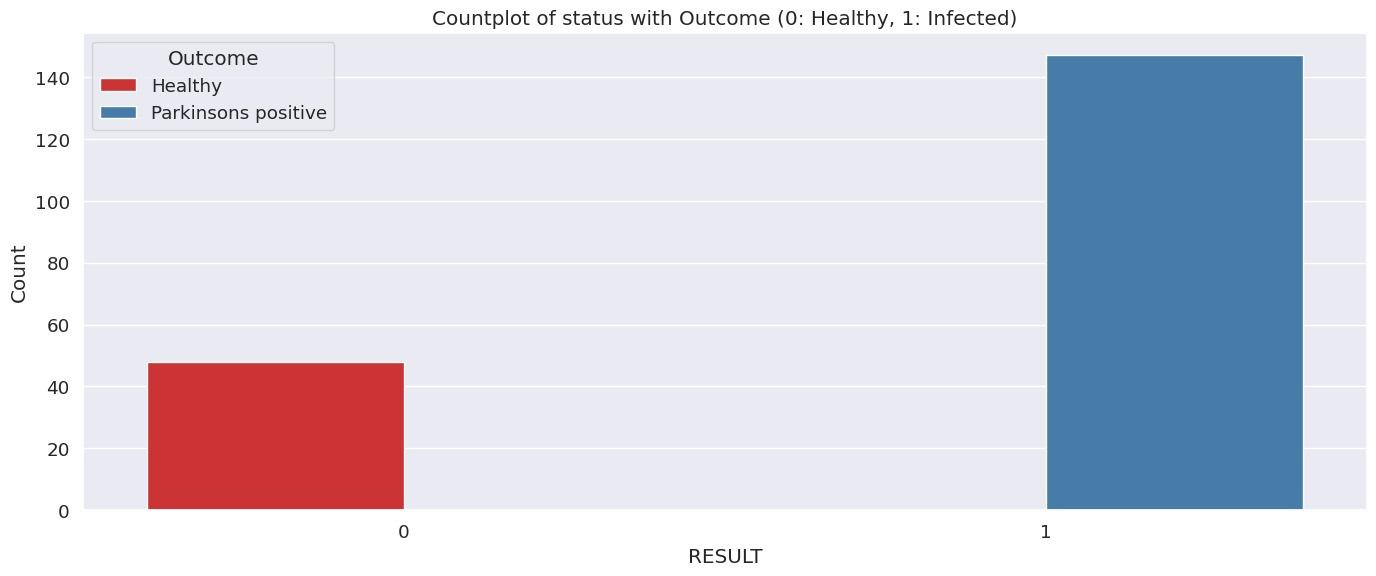 Countplot of status with Outcome (0: Healthy, 1: Infected)
Outcome
Healthy
Parkinsons positive
140
120
100
80
60
40
20
0
Count
0 1
RESULT